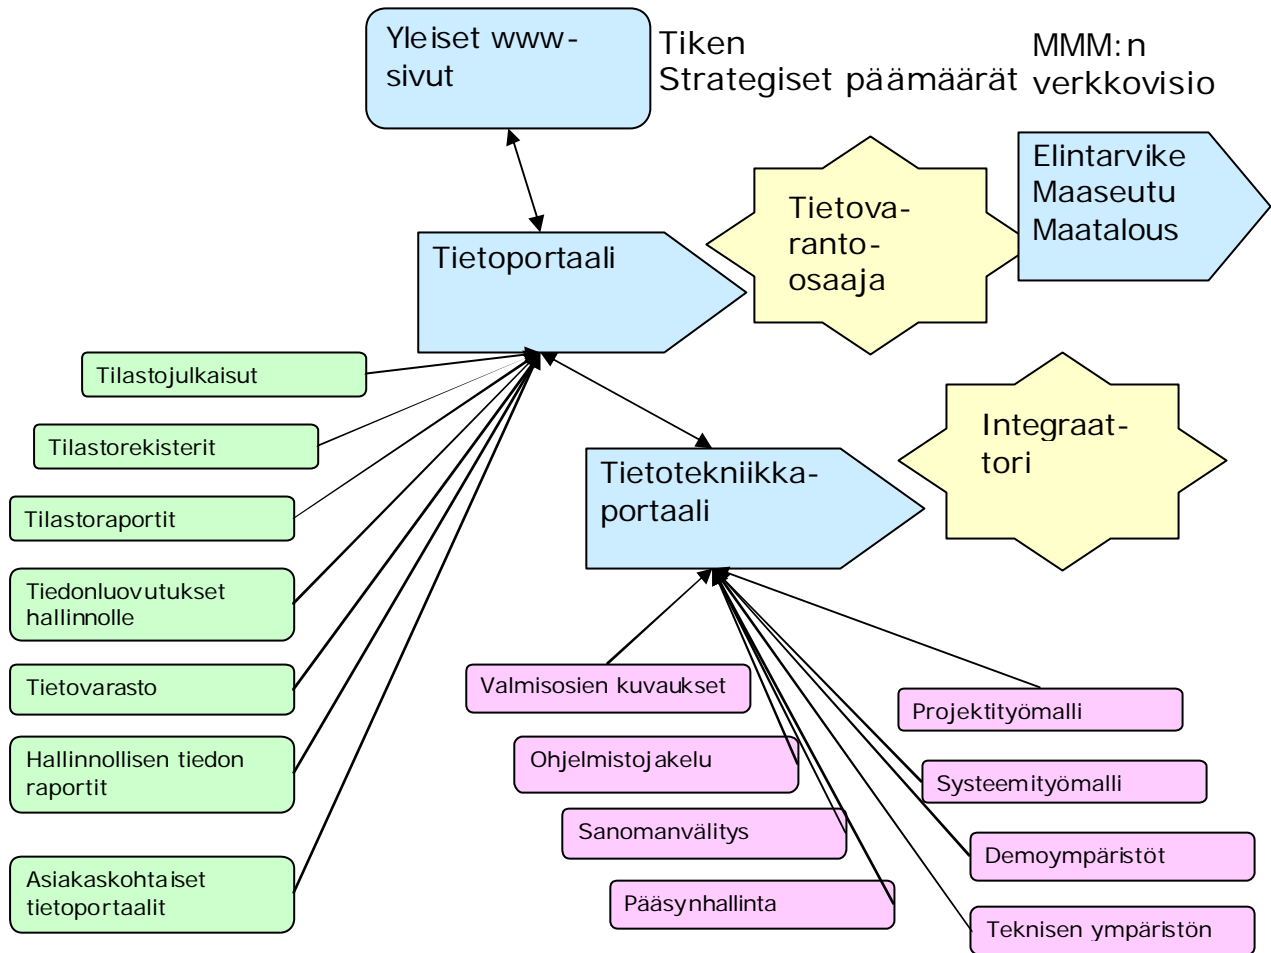 Yleiset www-
sivut
Tiken
Strategiset päämäärät
MMM:n
verkkovisio
Elintarvike
Maaseutu
Maatalous
Tietova-
ranto-
osaaja
Tietoportaali
Tilastojulkaisut
Tilastorekisterit
Tilastoraportit
Tiedonluovutukset
hallinnolle
Tietovarasto
Hallinnollisen tiedon
raportit
Asiakaskohtaiset
tietoportaalit
Integraat-
tori
Tietotekniikka-
portaali
Valmisosien kuvaukset
Ohjelmistojakelu
Sanomanvälitys
Pääsynhallinta
Projektityömalli
Systeemityömalli
Demoympäristöt
Teknisen ympäristön